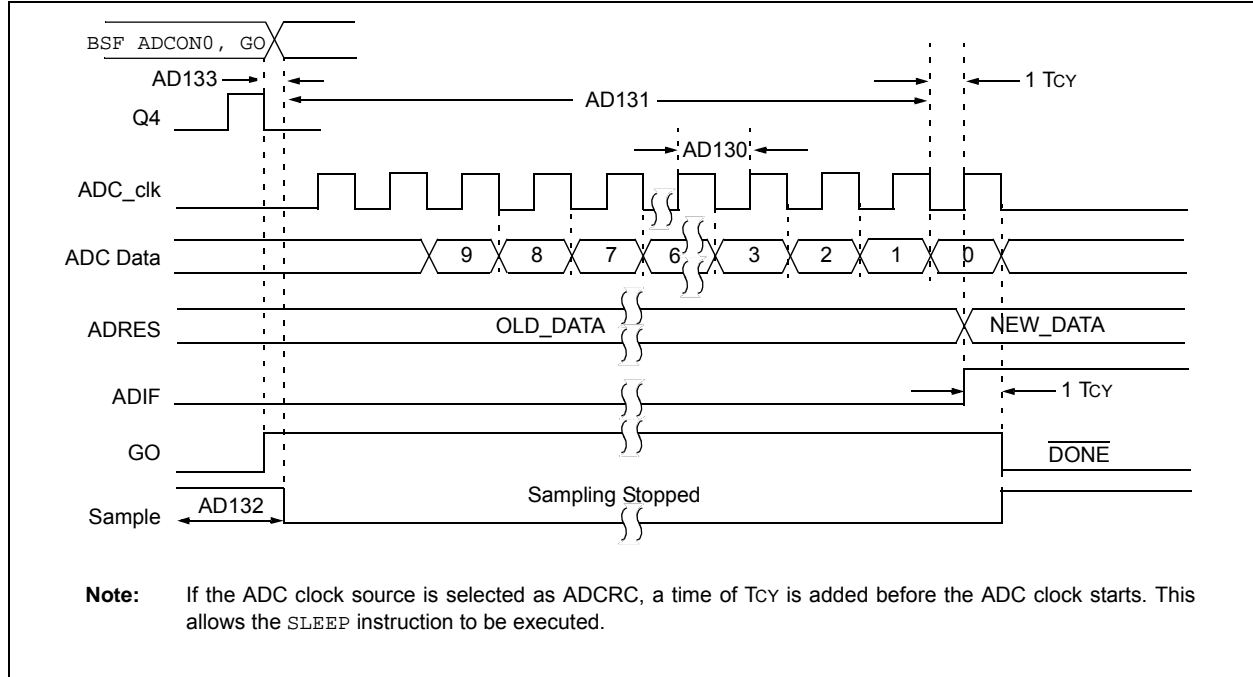 BSF ADCON0, GO
AD133
1 TCY
AD131
Q4
AD130
ADC_clk
ADC Data
9 8 7 6 3 2 1 0
ADRES
OLD_DATA
NEW_DATA
ADIF
1 TCY
GO
DONE
Sample
AD132
Sampling Stopped
Note: If the ADC clock source is selected as ADCRC, a time of TCY is added before the ADC clock starts. This
allows the SLEEP instruction to be executed.